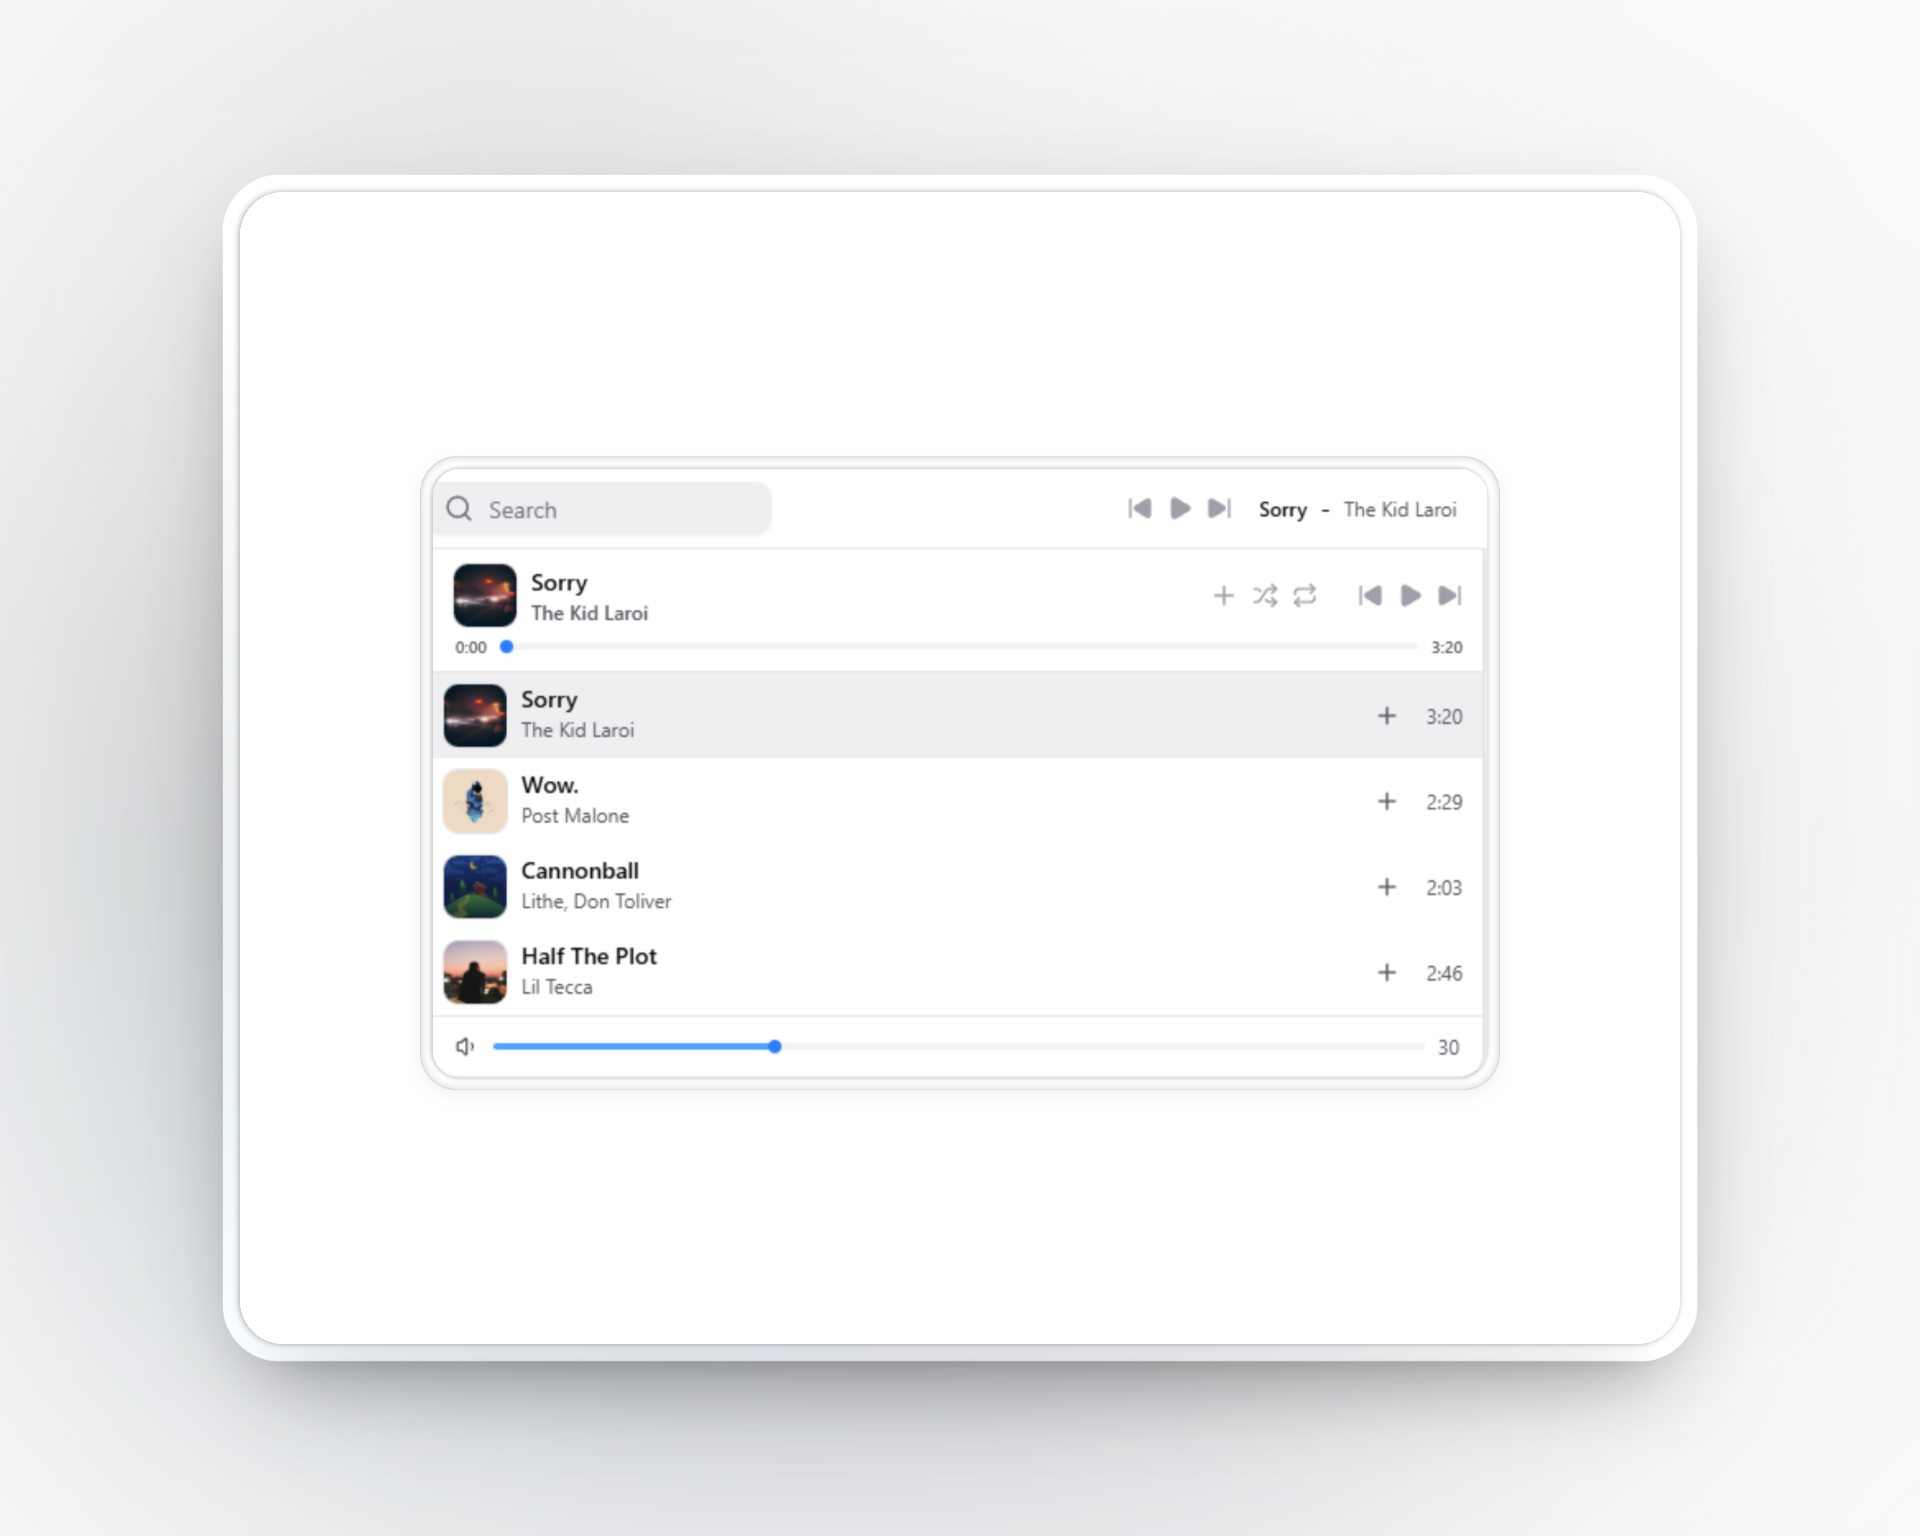 Search
Sorry - The Kid Laroi
Sorry
The Kid Laroi
0:00
3:20
Sorry
The Kid Laroi
3:20
Wow.
Post Malone
2:29
Cannonball
Lithe, Don Toliver
2:03
Half The Plot
Lil Tecca
2:46
30